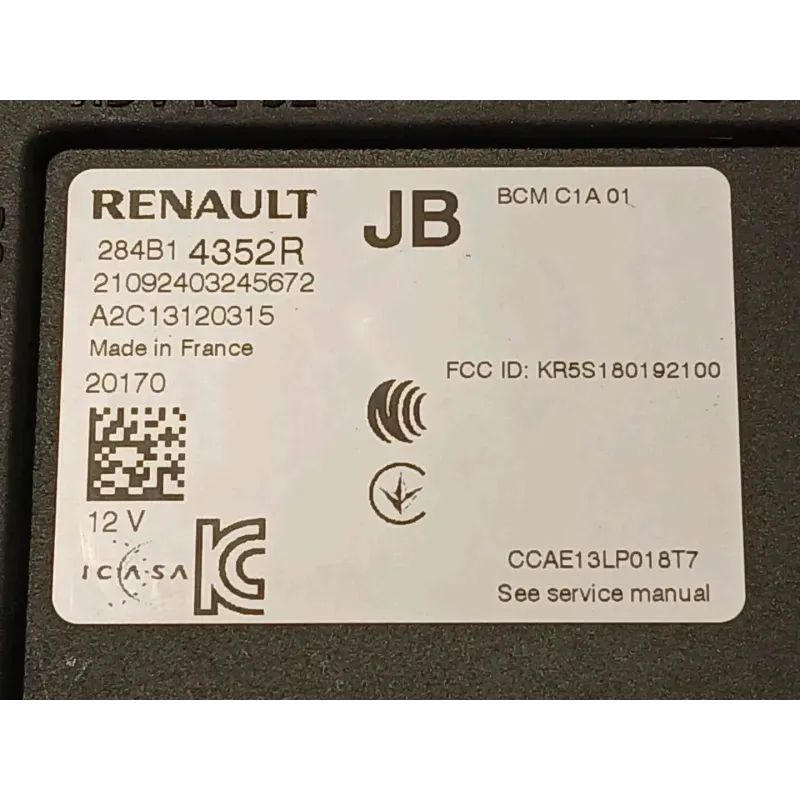 RENAULT
JB
BCM C1A 01
284B1 4352R
21092403245672
A2C13120315
Made in France
FCC ID: KR5S180192100
20170
12 V
ICASA
CCAE13LP018T7
See service manual